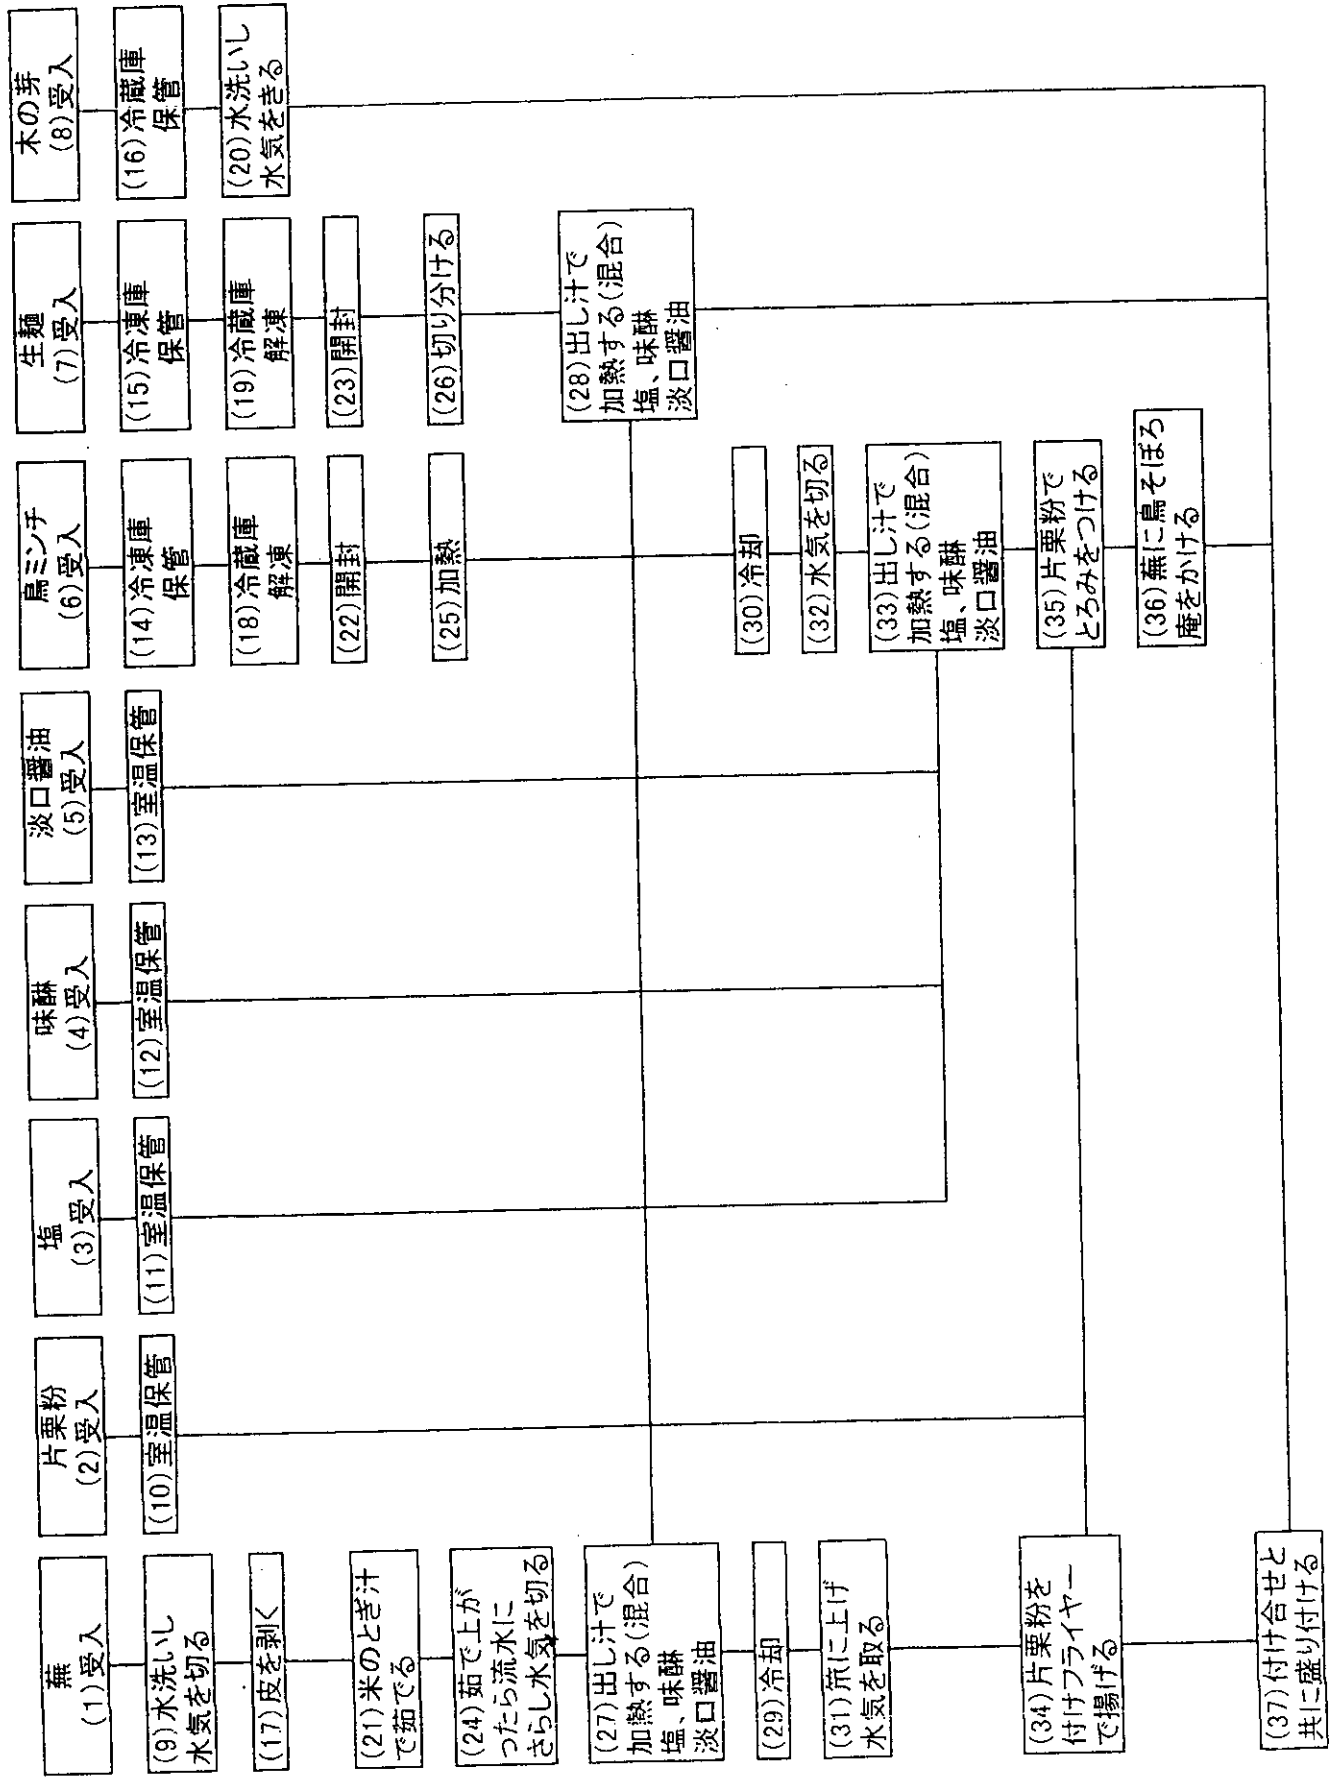 蕪
(1)受入
片栗粉
(2)受入
塩
(3)受入
味醂
(4)受入
淡口醤油
(5)受入
鳥ミンチ
(6)受入
生麺
(7)受入
木の芽
(8)受入
(9)水洗いし
水気を切る
(10)室温保管
(11)室温保管
(12)室温保管
(13)室温保管
(14)冷凍庫
保管
(15)冷凍庫
保管
(16)冷蔵庫
保管
(17)皮を剥く
(18)冷蔵庫
解凍
(19)冷蔵庫
解凍
(20)水洗いし
水気をきる
(21)米のとぎ汁
で茹でる
(22)開封
(23)開封
(24)茹で上が
ったら流水に
さらし水気を切る
(25)加熱
(26)切り分ける
(27)出し汁で
加熱する(混合)
塩、味醂
淡口醤油
(28)出し汁で
加熱する(混合)
塩、味醂
淡口醤油
(29)冷却
(30)冷却
(31)笊に上げ
水気を取る
(32)水気を切る
(33)出し汁で
加熱する(混合)
塩、味醂
淡口醤油
(34)片栗粉を
付けフライヤー
で揚げる
(35)片栗粉で
とろみをつける
(36)蕪に鳥そぼろ
庵をかける
(37)付け合せと
共に盛り付ける